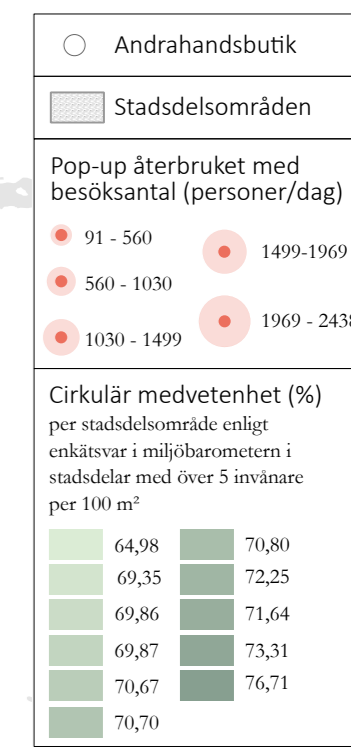 Andrahandsbutik
Stadsdelsområden
Pop-up återbruket med
besöksantal (personer/dag)
91 - 560
560 - 1030
1030 - 1499
1499-1969
1969 - 2438
Cirkulär medvetenhet (%)
per stadsdelsområde enligt
enkätsvar i miljöbarometern i
stadsdelar med över 5 invånare
per 100 m²
64,98
69,35
69,86
69,87
70,67
70,70
70,80
72,25
71,64
73,31
76,71